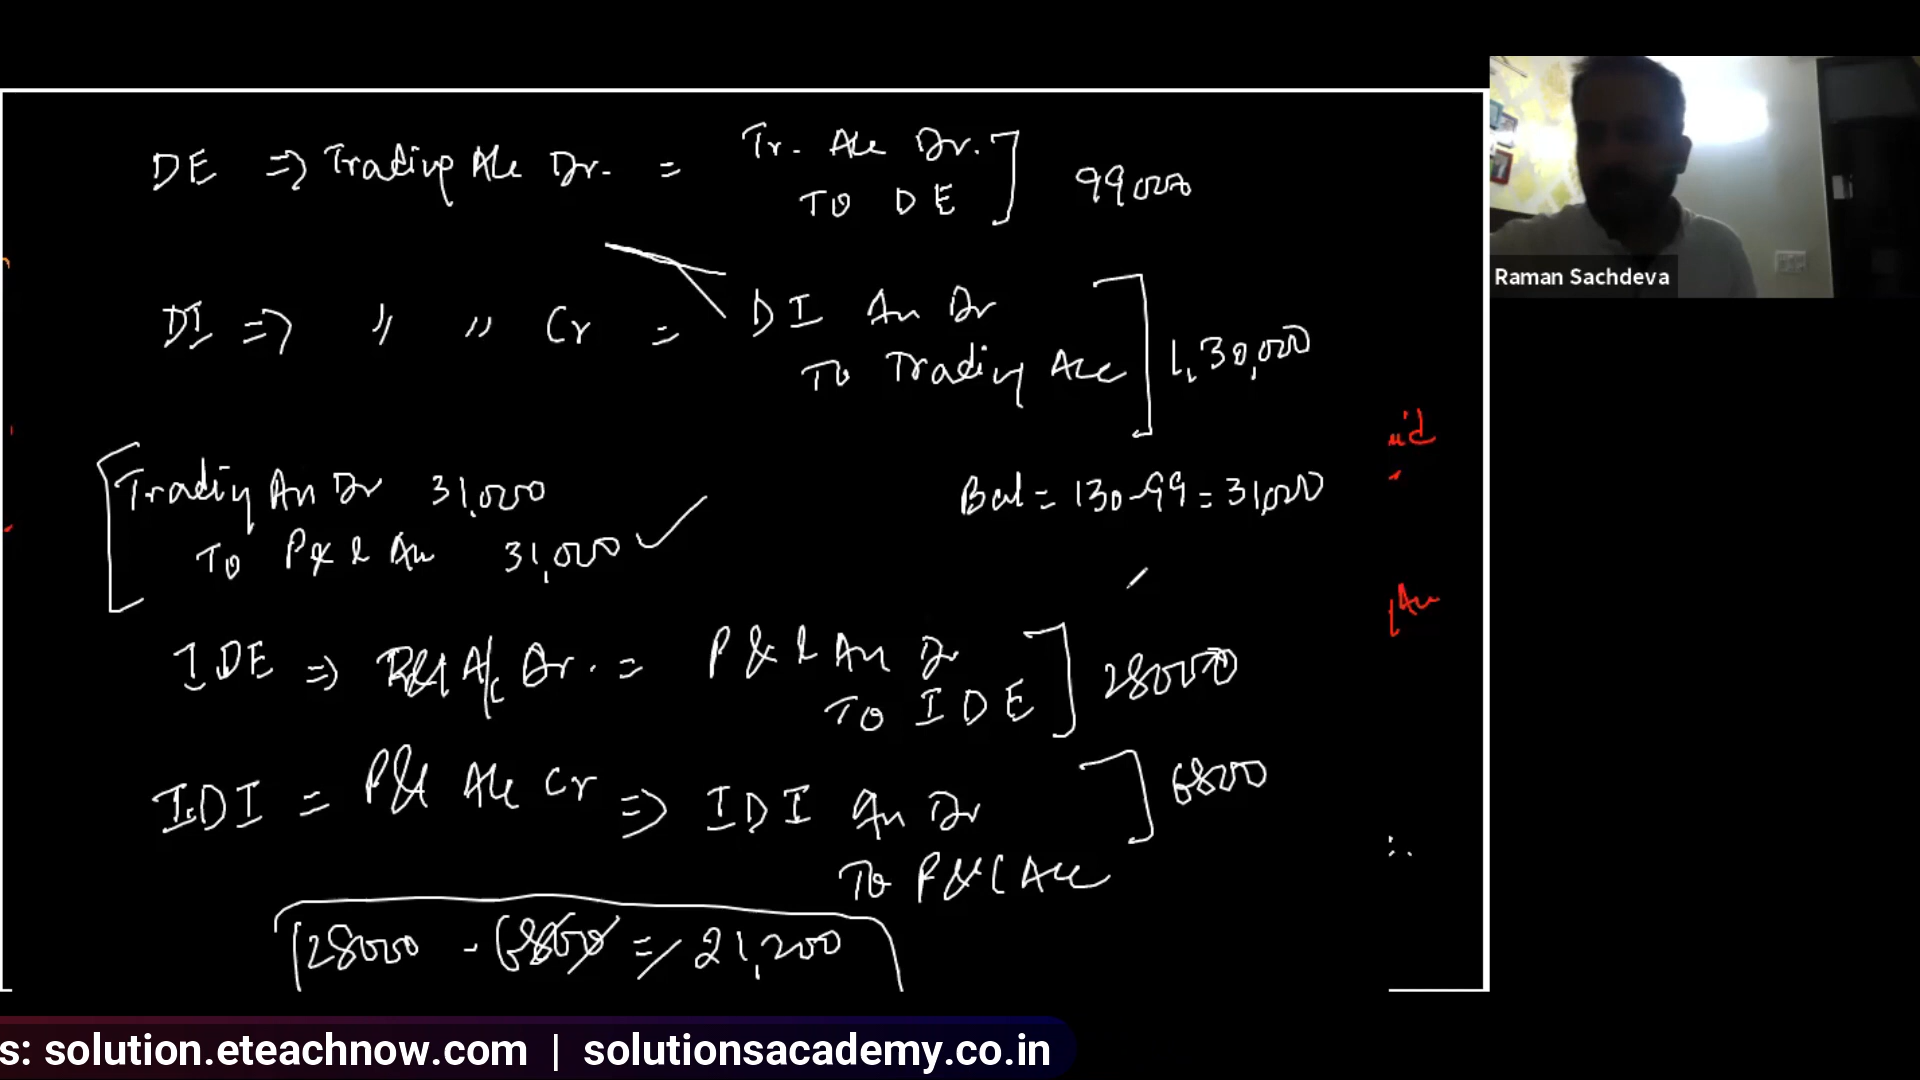 DE => Trading A/c Dr. = Tr. A/c Dr. 99000
TO DE
DI => " " Cr = DI A/c Dr 1,30,000
To Trading A/c
Trading A/c Dr 31,000 Bal = 130-99 = 31,000
To P&L A/c 31,000
IDE => P&L A/c Dr. = P&L A/c Dr 28000
TO IDE
IDI = P&L A/c Cr => IDI A/c Dr 6800
To P&L A/c
28000 - 6800 => 21,200
Raman Sachdeva
s: solution.eteachnow.com | solutionsacademy.co.in